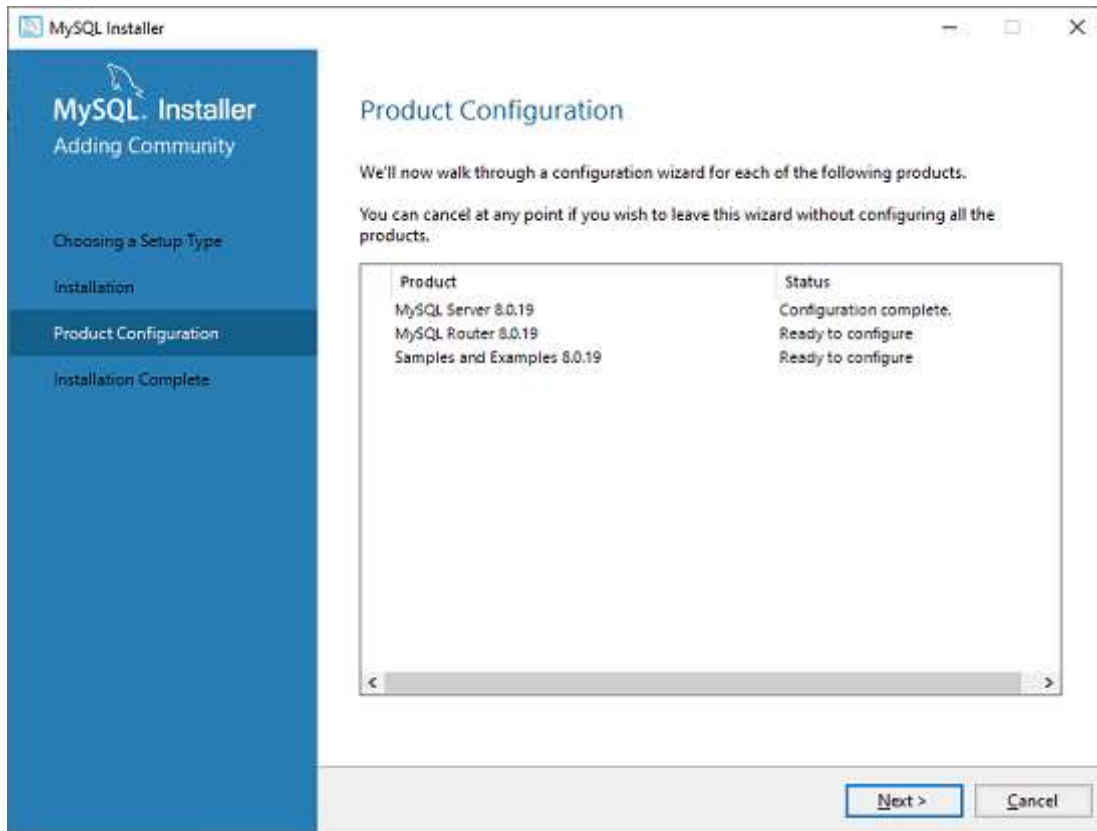 MySQL Installer
MySQL. Installer
Adding Community
Choosing a Setup Type
Installation
Product Configuration
Installation Complete
Product Configuration
We'll now walk through a configuration wizard for each of the following products.
You can cancel at any point if you wish to leave this wizard without configuring all the
products.
Product Status
MySQL Server 8.0.19 Configuration complete.
MySQL Router 8.0.19 Ready to configure
Samples and Examples 8.0.19 Ready to configure
Next > Cancel